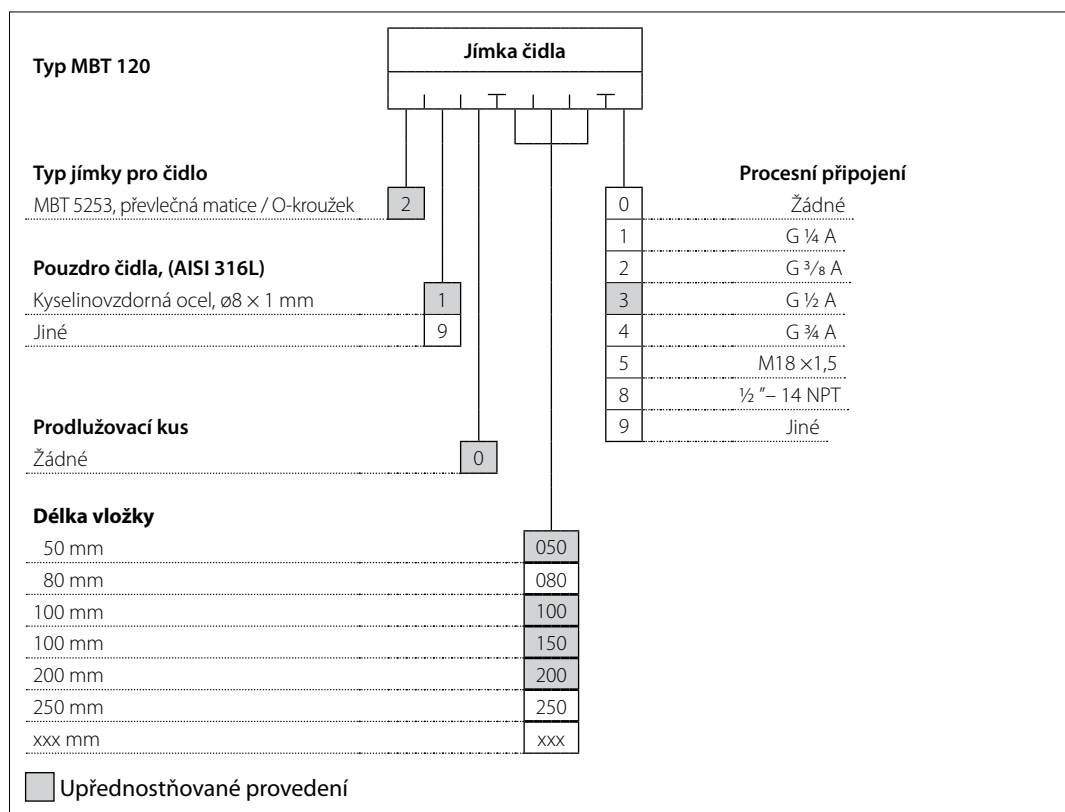 Typ MBT 120
Jímka čidla
Typ jímky pro čidlo
MBT 5253, převlečná matice / O-kroužek 2
Pouzdro čidla, (AISI 316L)
Kyselinovzdorná ocel, ø8 × 1 mm 1
Jiné 9
Prodlužovací kus
Žádné 0
Délka vložky
50 mm 050
80 mm 080
100 mm 100
100 mm 150
200 mm 200
250 mm 250
xxx mm xxx
Procesní připojení
0 Žádné
1 G ¼ A
2 G ³⁄₈ A
3 G ½ A
4 G ¾ A
5 M18 ×1,5
8 ½ "– 14 NPT
9 Jiné
Upřednostňované provedení